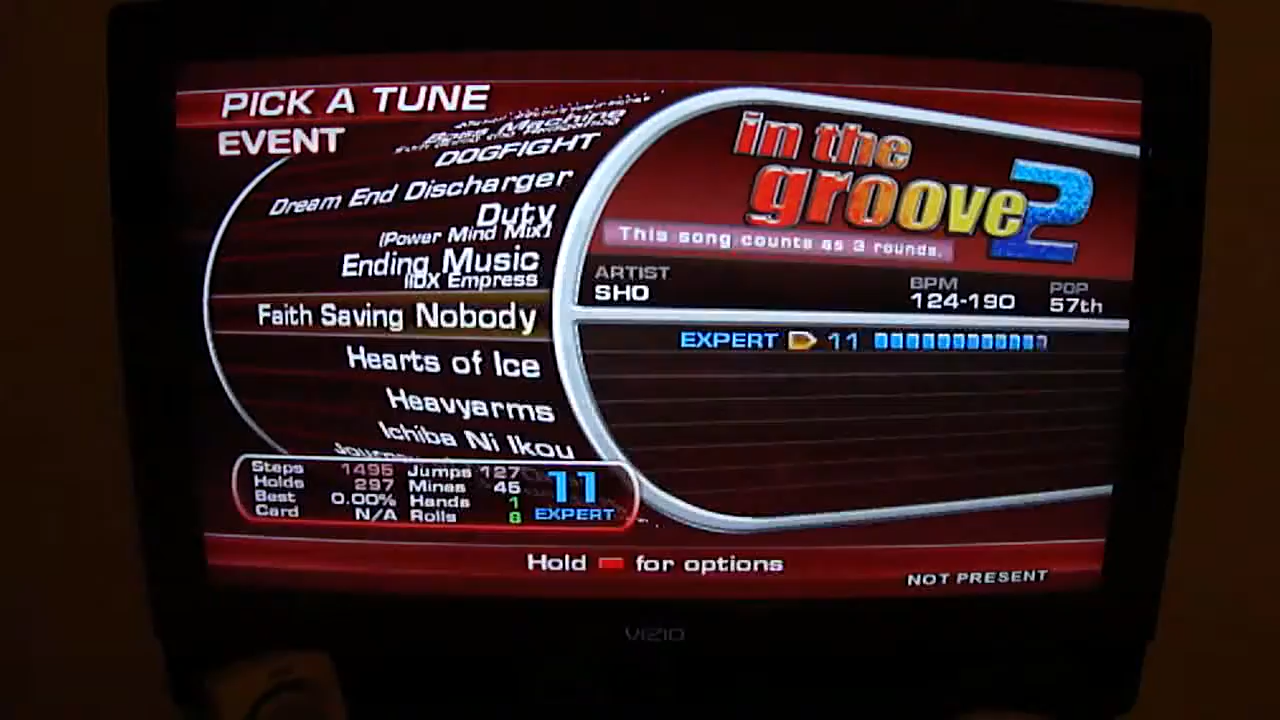 PICK A TUNE
EVENT
DOGFIGHT
Dream End Discharger
Duty
(Power Mind Mix)
Ending Music
IIDX Empress
Faith Saving Nobody
Hearts of Ice
Heavyarms
Ichiba Ni Ikou
in the
groove 2
This song counts as 3 rounds.
ARTIST
SHO
BPM
124-190
POP
57th
EXPERT 11
Steps 1495 Jumps 127
Holds 297 Mines 45
Best 0.00% Hands 1
Card N/A Rolls 8
11
EXPERT
Hold for options
NOT PRESENT
VIZIO